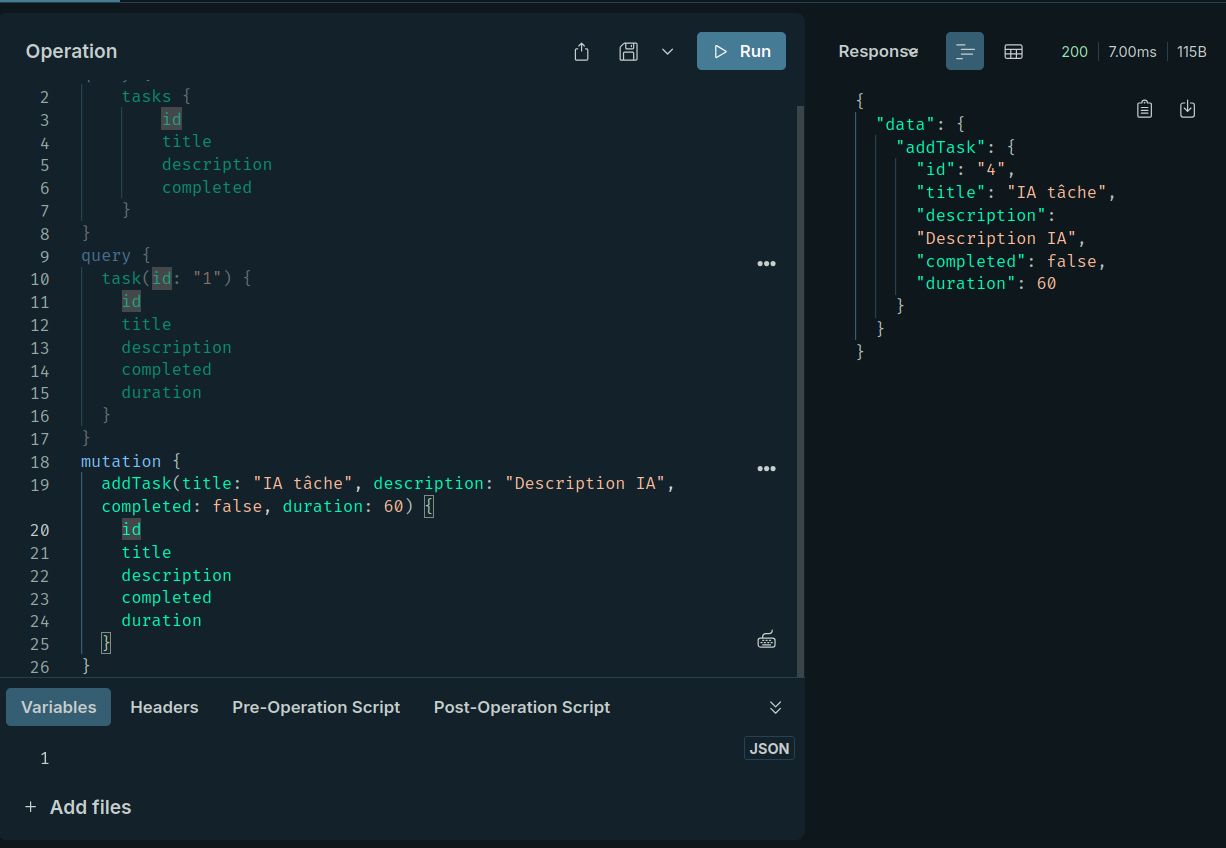 Operation
Run
2 tasks {
3 id
4 title
5 description
6 completed
7 }
8 }
9 query {
10 task(id: "1") {
11 id
12 title
13 description
14 completed
15 duration
16 }
17 }
18 mutation {
19 addTask(title: "IA tâche", description: "Description IA",
completed: false, duration: 60) {
20 id
21 title
22 description
23 completed
24 duration
25 }
26 }
Variables Headers Pre-Operation Script Post-Operation Script
1
JSON
+ Add files
Response 200 7.00ms 115B
{
"data": {
"addTask": {
"id": "4",
"title": "IA tâche",
"description":
"Description IA",
"completed": false,
"duration": 60
}
}
}